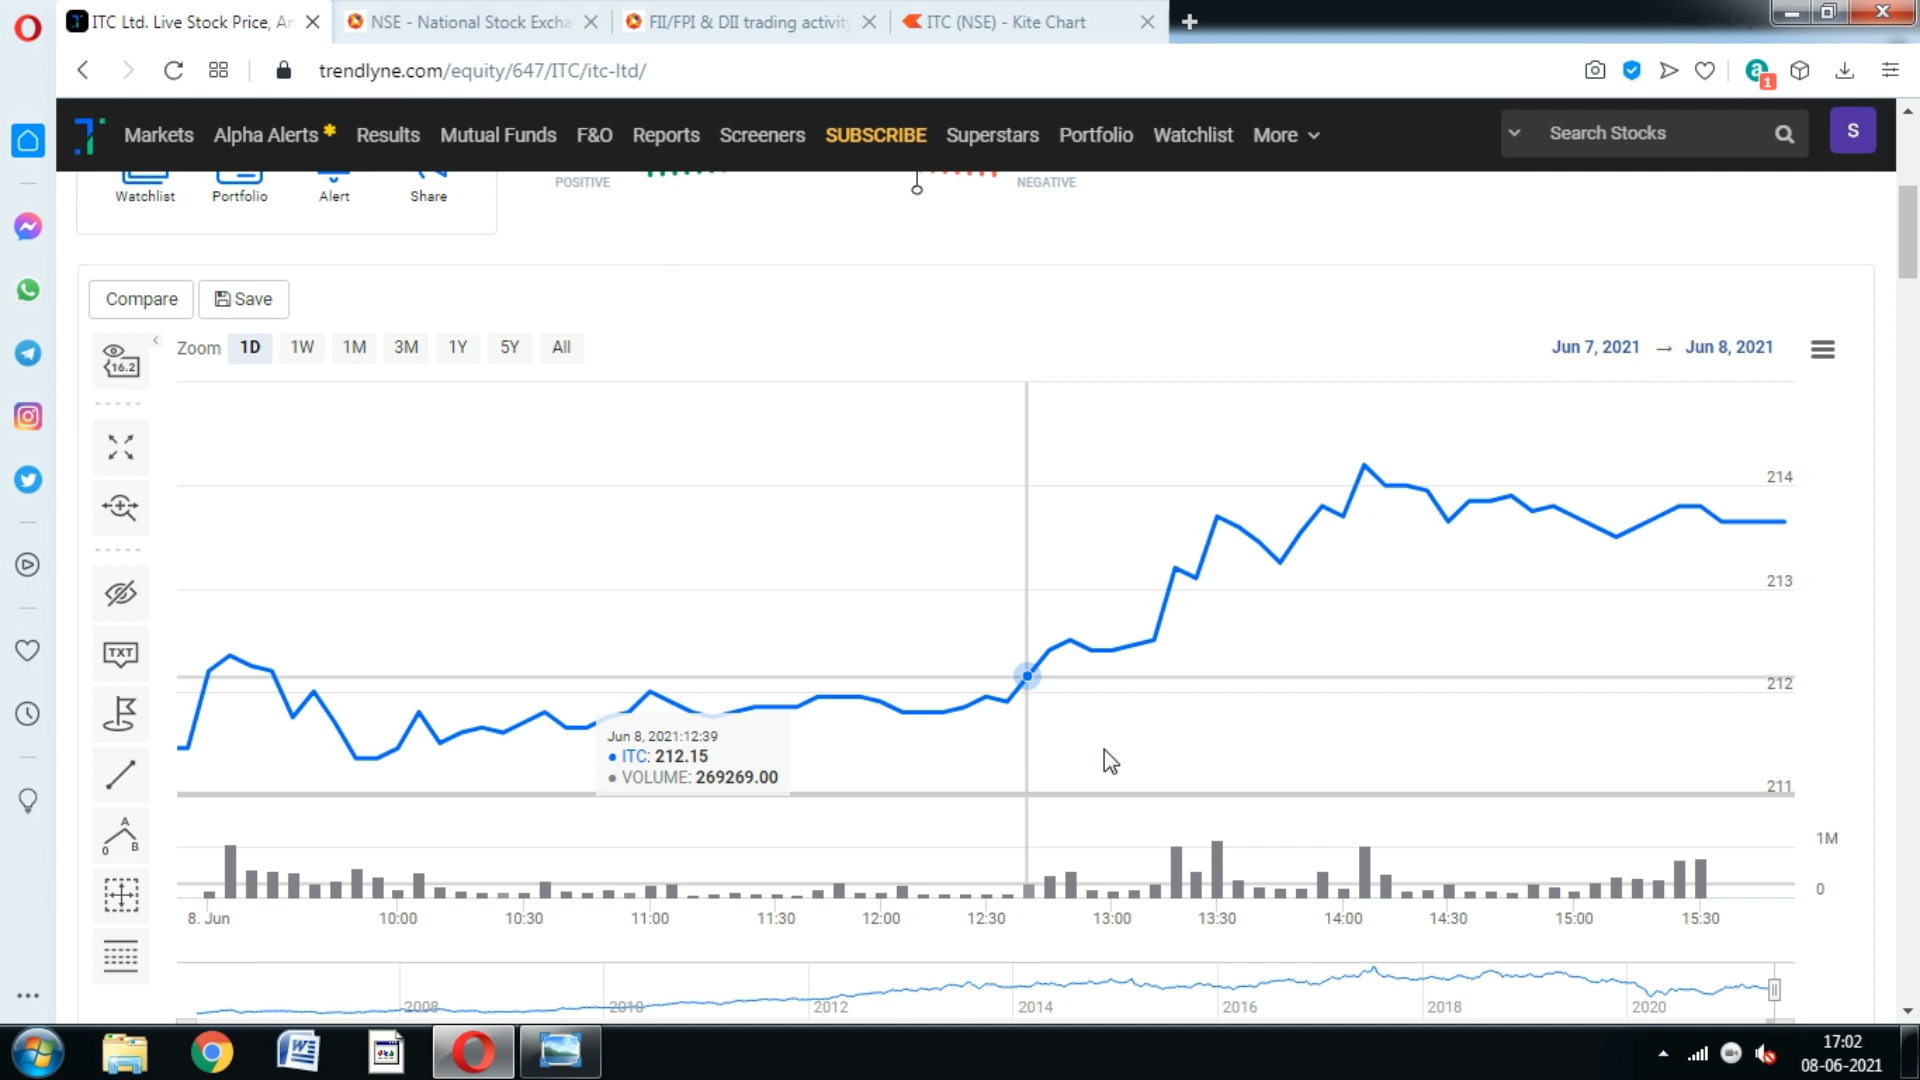 ITC Ltd. Live Stock Price, An
NSE - National Stock Excha
FII/FPI & DII trading activity
ITC (NSE) - Kite Chart
trendlyne.com/equity/647/ITC/itc-ltd/
1
Markets
Alpha Alerts
Results
Mutual Funds
F&O
Reports
Screeners
SUBSCRIBE
Superstars
Portfolio
Watchlist
More
Search Stocks
S
Watchlist
Portfolio
Alert
Share
POSITIVE
NEGATIVE
Compare
Save
16.2
Zoom
1D
1W
1M
3M
1Y
5Y
All
Jun 7, 2021 → Jun 8, 2021
214
213
212
211
TXT
Jun 8, 2021:12:39
ITC: 212.15
VOLUME: 269269.00
A
0 B
1M
0
8. Jun
10:00
10:30
11:00
11:30
12:00
12:30
13:00
13:30
14:00
14:30
15:00
15:30
2008
2010
2012
2014
2016
2018
2020
17:02
08-06-2021